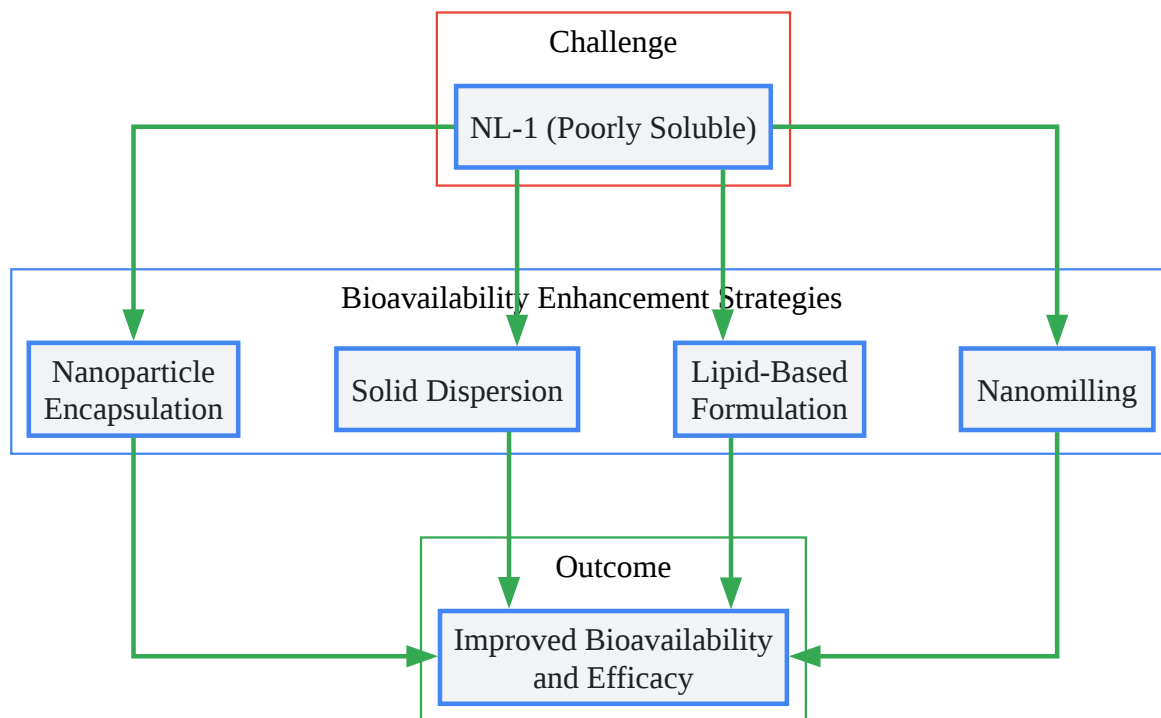 Challenge
NL-1 (Poorly Soluble)
Bioavailability Enhancement Strategies
Nanoparticle
Encapsulation
Solid Dispersion
Lipid-Based
Formulation
Nanomilling
Outcome
Improved Bioavailability
and Efficacy